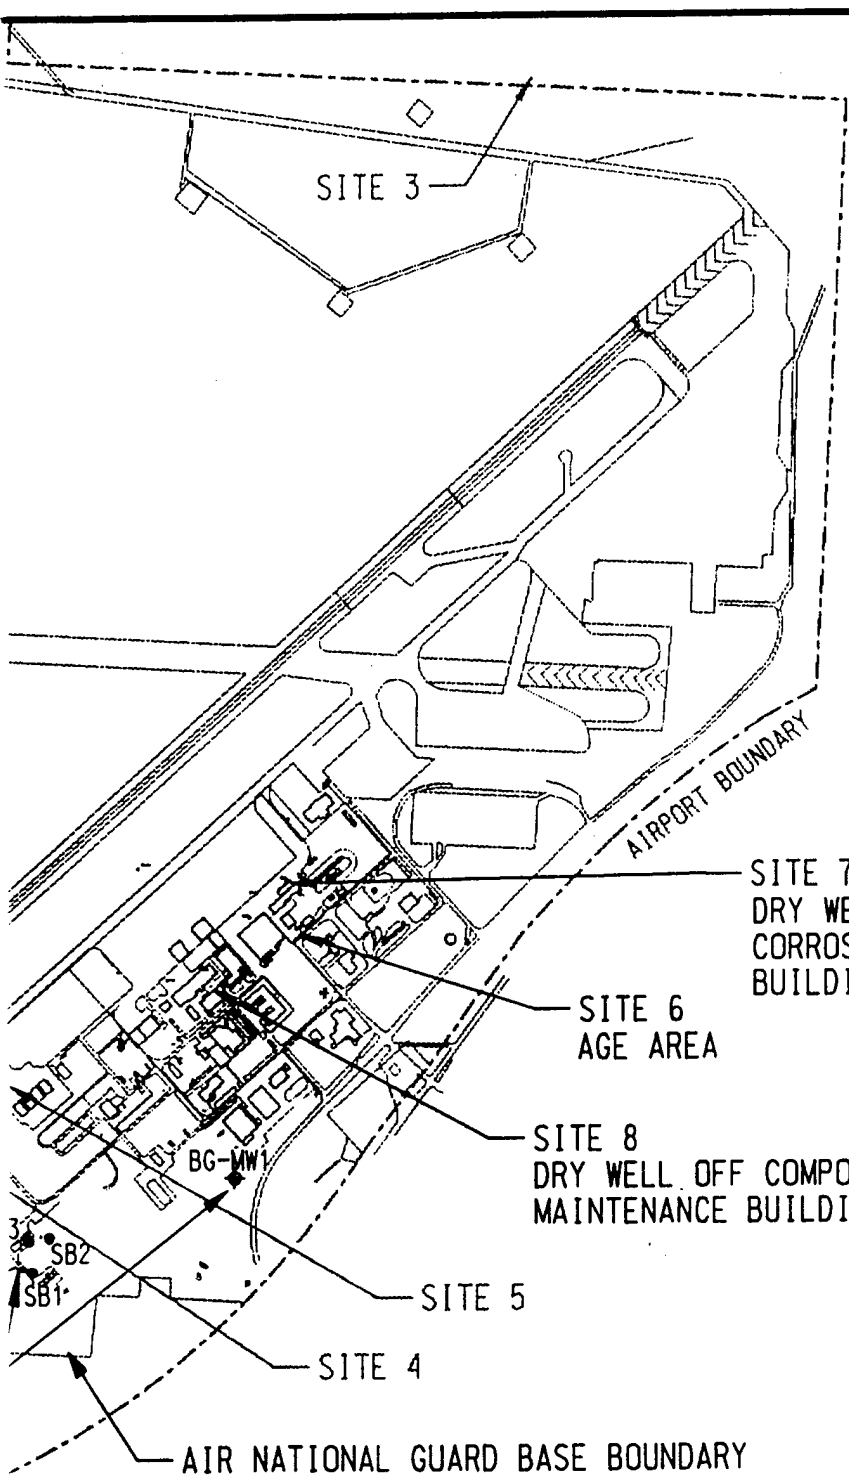 SITE 3
AIRPORT BOUNDARY
SITE 7
DRY WE
CORROS
BUILDI
SITE 6
AGE AREA
SITE 8
DRY WELL OFF COMPO
MAINTENANCE BUILDI
BG-MW1
3
SB2
SB1
SITE 5
SITE 4
AIR NATIONAL GUARD BASE BOUNDARY